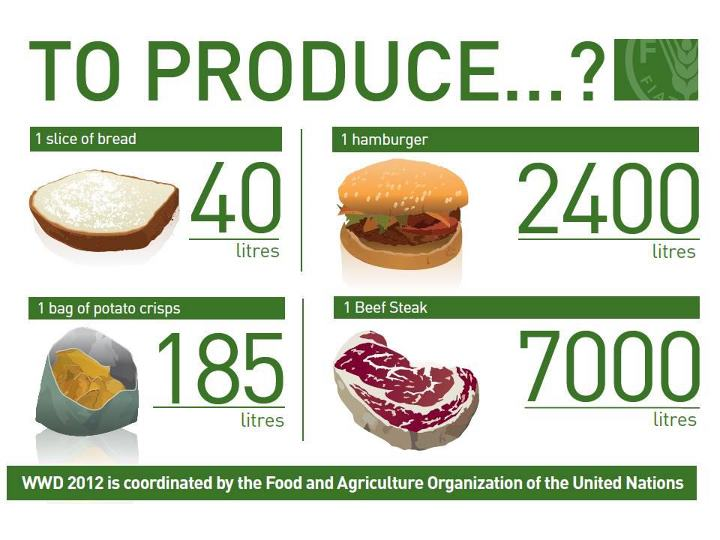 TO PRODUCE...?
1 slice of bread
40
litres
1 hamburger
2400
litres
1 bag of potato crisps
185
litres
1 Beef Steak
7000
litres
WWD 2012 is coordinated by the Food and Agriculture Organization of the United Nations